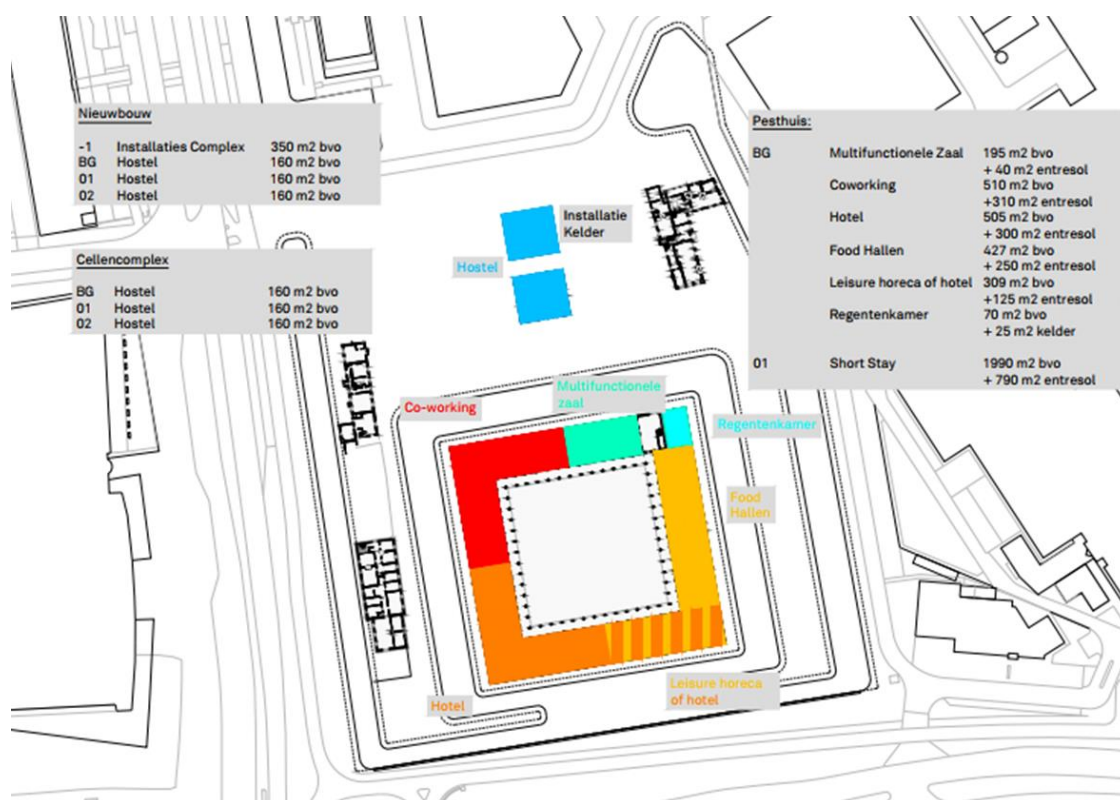 Nieuwbouw
-1 Installaties Complex 350 m2 bvo
BG Hostel 160 m2 bvo
01 Hostel 160 m2 bvo
02 Hostel 160 m2 bvo
Cellencomplex
BG Hostel 160 m2 bvo
01 Hostel 160 m2 bvo
02 Hostel 160 m2 bvo
Pesthuis:
BG Multifunctionele Zaal 195 m2 bvo
+ 40 m2 entresol
Coworking 510 m2 bvo
+310 m2 entresol
Hotel 505 m2 bvo
+ 300 m2 entresol
Food Hallen 427 m2 bvo
+ 250 m2 entresol
Leisure horeca of hotel 309 m2 bvo
+125 m2 entresol
Regentenkamer 70 m2 bvo
+ 25 m2 kelder
01 Short Stay 1990 m2 bvo
+ 790 m2 entresol
Installatie
Kelder
Hostel
Multifunctionele
zaal
Co-working
Regentenkamer
Food
Hallen
Leisure horeca
of hotel
Hotel